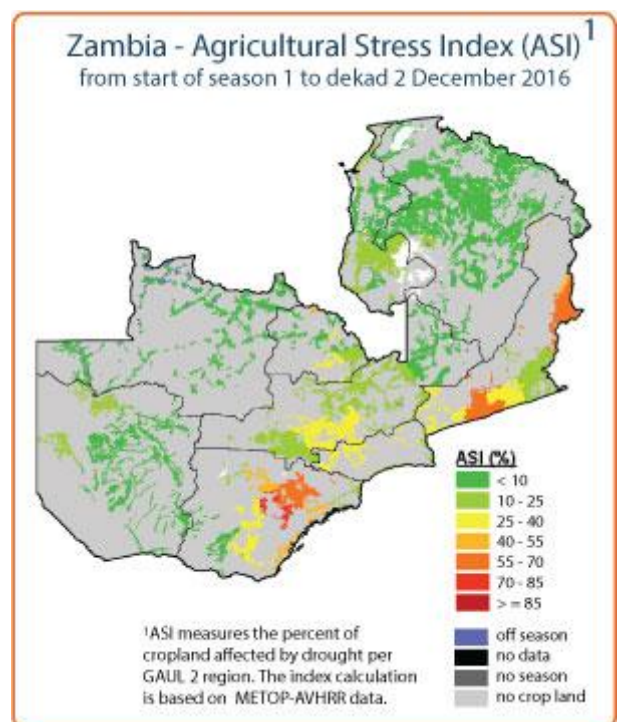 Zambia - Agricultural Stress Index (ASI)1
from start of season 1 to dekad 2 December 2016
ASI (%)
< 10
10 - 25
25 - 40
40 - 55
55 - 70
70 - 85
> = 85
off season
no data
no season
no crop land
1ASI measures the percent of
cropland affected by drought per
GAUL 2 region. The index calculation
is based on METOP-AVHRR data.